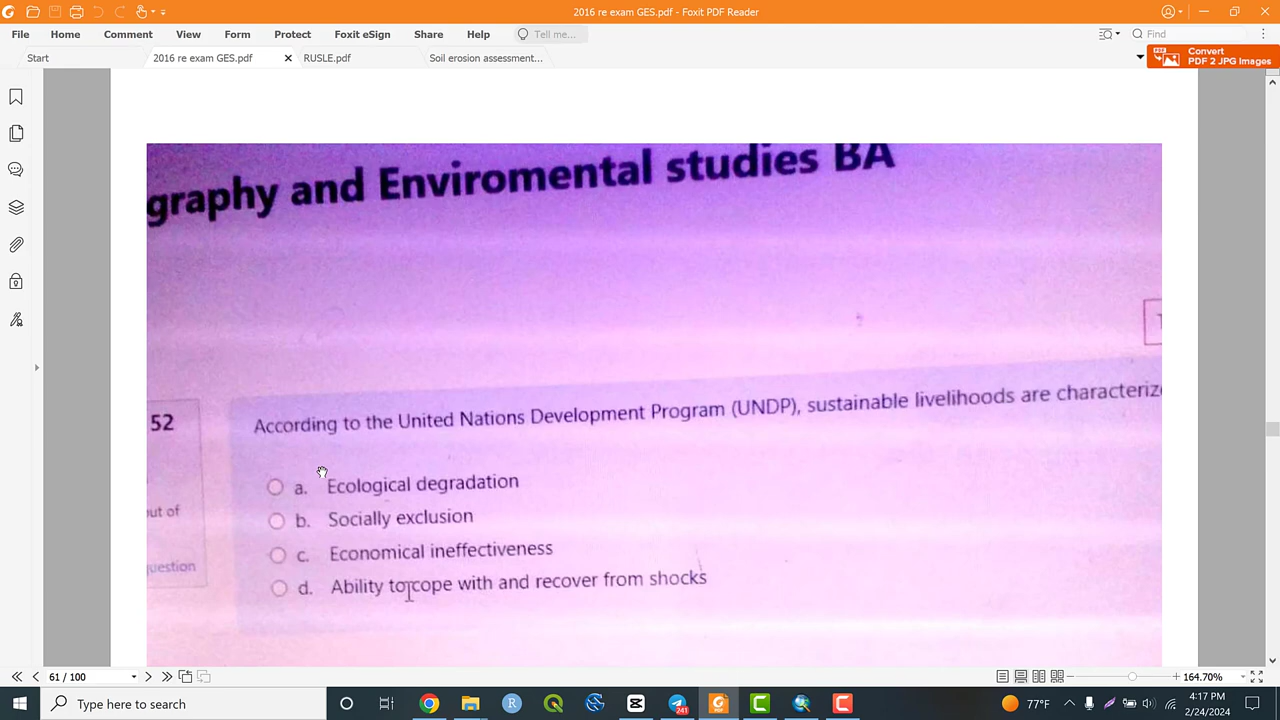 2016 re exam GES.pdf - Foxit PDF Reader
File Home Comment View Form Protect Foxit eSign Share Help Tell me... Find
Start 2016 re exam GES.pdf RUSLE.pdf Soil erosion assessment... Convert
PDF 2 JPG Images
graphy and Enviromental studies BA
52 According to the United Nations Development Program (UNDP), sustainable livelihoods are characteriz
a. Ecological degradation
out of b. Socially exclusion
question c. Economical ineffectiveness
d. Ability to cope with and recover from shocks
61 / 100 164.70%
Type here to search 241 77°F 4:17 PM
2/24/2024